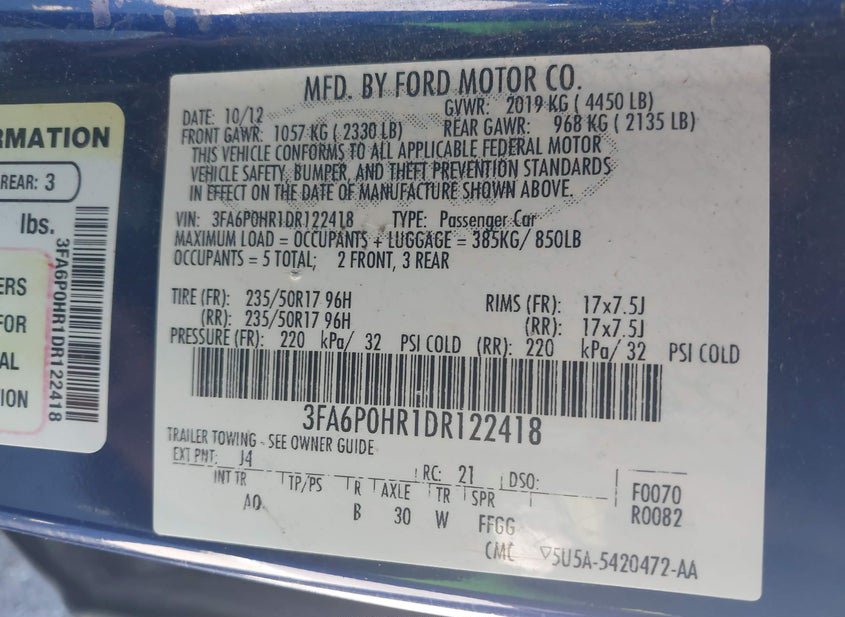 RMATION
REAR: 3
lbs.
3FA6P0HR1DR122418
ERS
FOR
AL
ION
MFD. BY FORD MOTOR CO.
DATE: 10/12 GVWR: 2019 KG ( 4450 LB)
FRONT GAWR: 1057 KG ( 2330 LB) REAR GAWR: 968 KG ( 2135 LB)
THIS VEHICLE CONFORMS TO ALL APPLICABLE FEDERAL MOTOR
VEHICLE SAFETY, BUMPER, AND THEFT PREVENTION STANDARDS
IN EFFECT ON THE DATE OF MANUFACTURE SHOWN ABOVE.
VIN: 3FA6P0HR1DR122418 TYPE: Passenger Car
MAXIMUM LOAD = OCCUPANTS + LUGGAGE = 385KG/ 850LB
OCCUPANTS = 5 TOTAL; 2 FRONT, 3 REAR
TIRE (FR): 235/50R17 96H RIMS (FR): 17x7.5J
(RR): 235/50R17 96H (RR): 17x7.5J
PRESSURE (FR): 220 kPa/ 32 PSI COLD (RR): 220 kPa/ 32 PSI COLD
3FA6P0HR1DR122418
TRAILER TOWING - SEE OWNER GUIDE
EXT PNT: J4 RC: 21 DSO: F0070
INT TR TP/PS R AXLE TR SPR R0082
A0 B 30 W FFGG
CMC ▽5U5A-5420472-AA